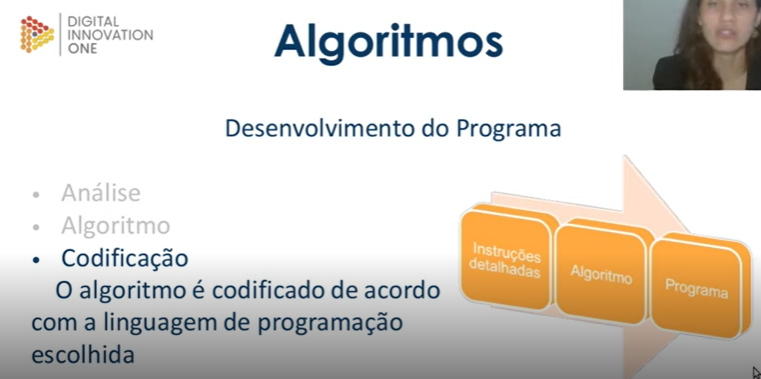 DIGITAL
INNOVATION
ONE
Algoritmos
Desenvolvimento do Programa
• Análise
• Algoritmo
• Codificação
O algoritmo é codificado de acordo
com a linguagem de programação
escolhida
Instruções
detalhadas
Algoritmo
Programa